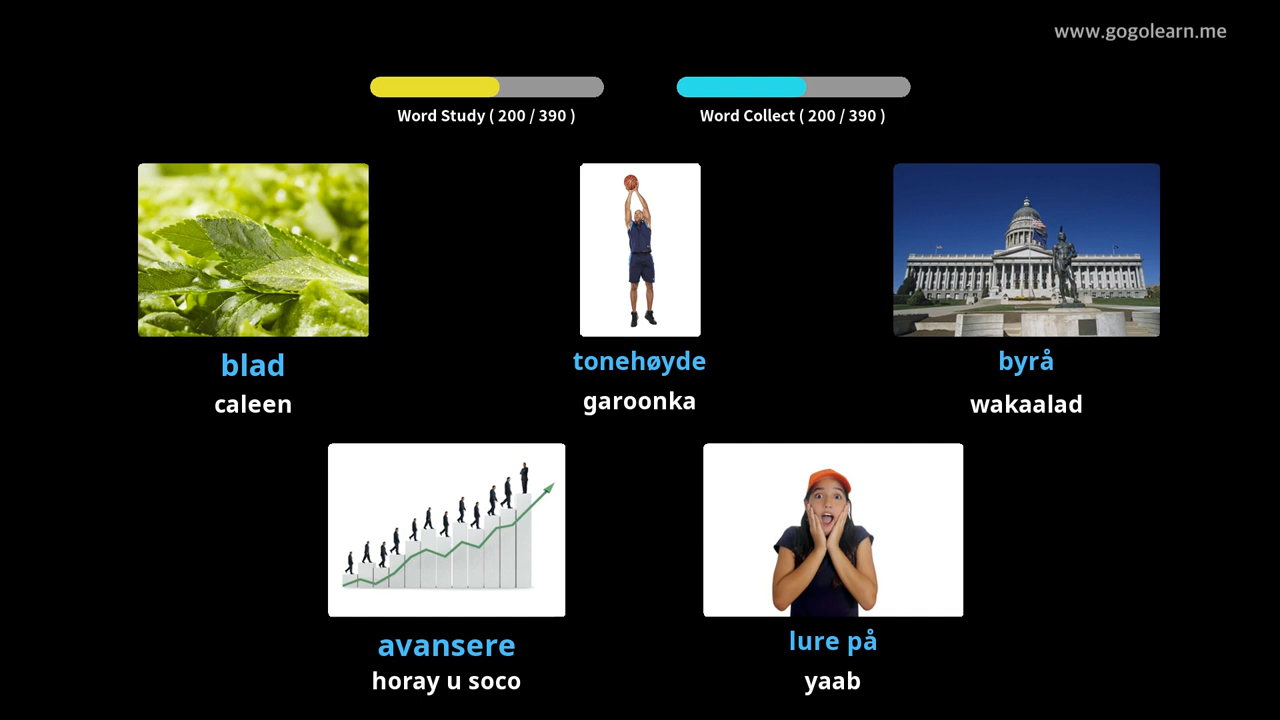 www.gogolearn.me
Word Study ( 200 / 390 )
Word Collect ( 200 / 390 )
blad
caleen
tonehøyde
garoonka
byrå
wakaalad
avansere
horay u soco
lure på
yaab